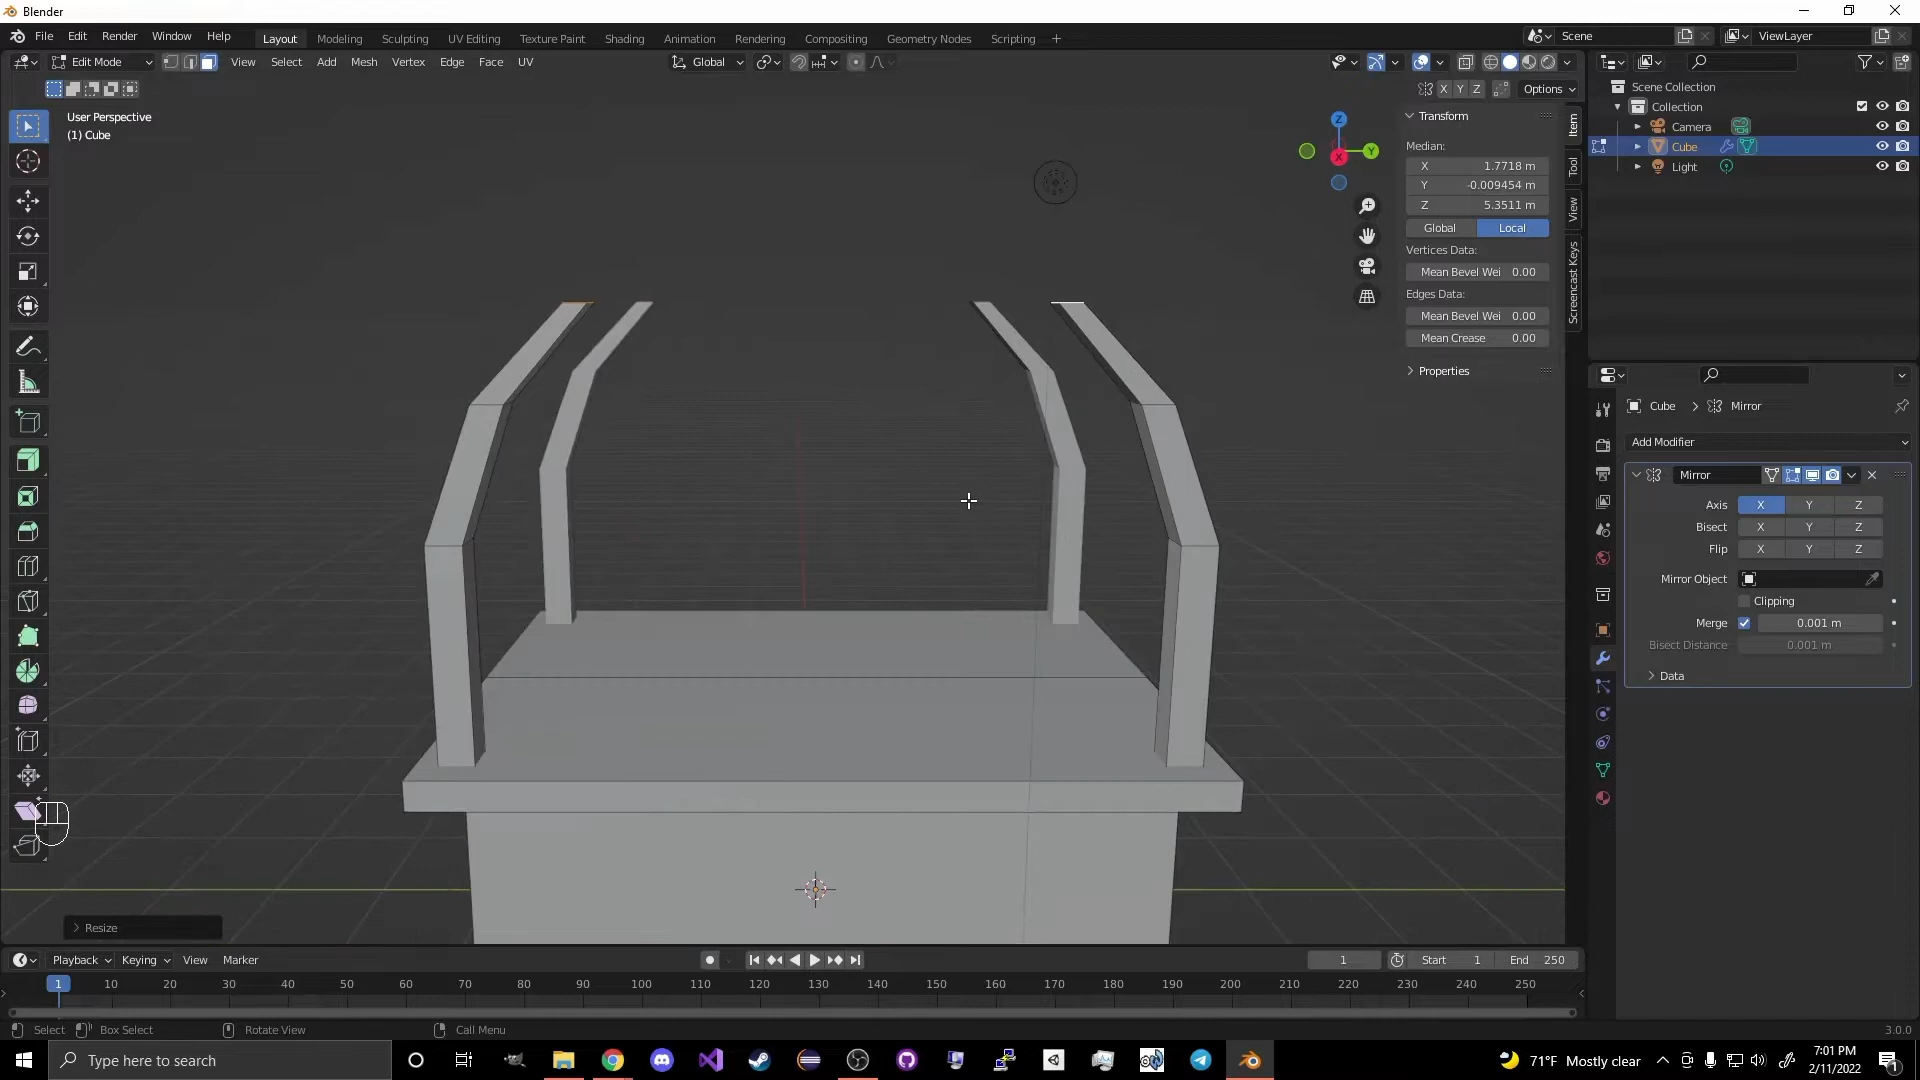 Blender
File Edit Render Window Help
Layout Modeling Sculpting UV Editing Texture Paint Shading Animation Rendering Compositing Geometry Nodes Scripting +
Scene ViewLayer
Edit Mode View Select Add Mesh Vertex Edge Face UV
Global
X Y Z Options
User Perspective
(1) Cube
Z
Y
X
Transform
Median:
X 1.7718 m
Y -0.009454 m
Z 5.3511 m
Global Local
Vertices Data:
Mean Bevel Wei 0.00
Edges Data:
Mean Bevel Wei 0.00
Mean Crease 0.00
Properties
Item
Tool
View
Screencast Keys
Scene Collection
Collection
Camera
Cube
Light
Cube Mirror
Add Modifier
Mirror
Axis X Y Z
Bisect X Y Z
Flip X Y Z
Mirror Object
Clipping
Merge 0.001 m
Bisect Distance 0.001 m
Data
Resize
Playback Keying View Marker
1 Start 1 End 250
1 10 20 30 40 50 60 70 80 90 100 110 120 130 140 150 160 170 180 190 200 210 220 230 240 250
Select Box Select Rotate View Call Menu 3.0.0
Type here to search
71°F Mostly clear
7:01 PM
2/11/2022
1